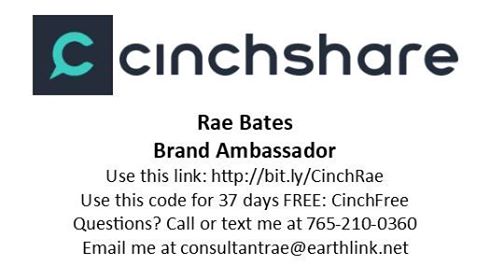 cinchshare
Rae Bates
Brand Ambassador
Use this link: http://bit.ly/CinchRae
Use this code for 37 days FREE: CinchFree
Questions? Call or text me at 765-210-0360
Email me at consultantrae@earthlink.net